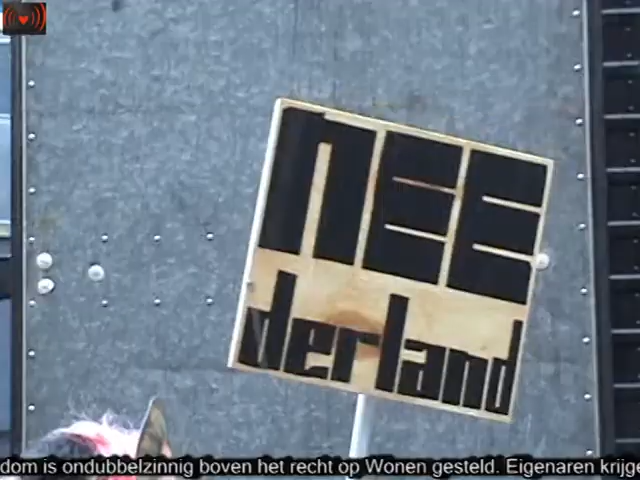 nee
derland
dom is ondubbelzinnig boven het recht op Wonen gesteld. Eigenaren krijge